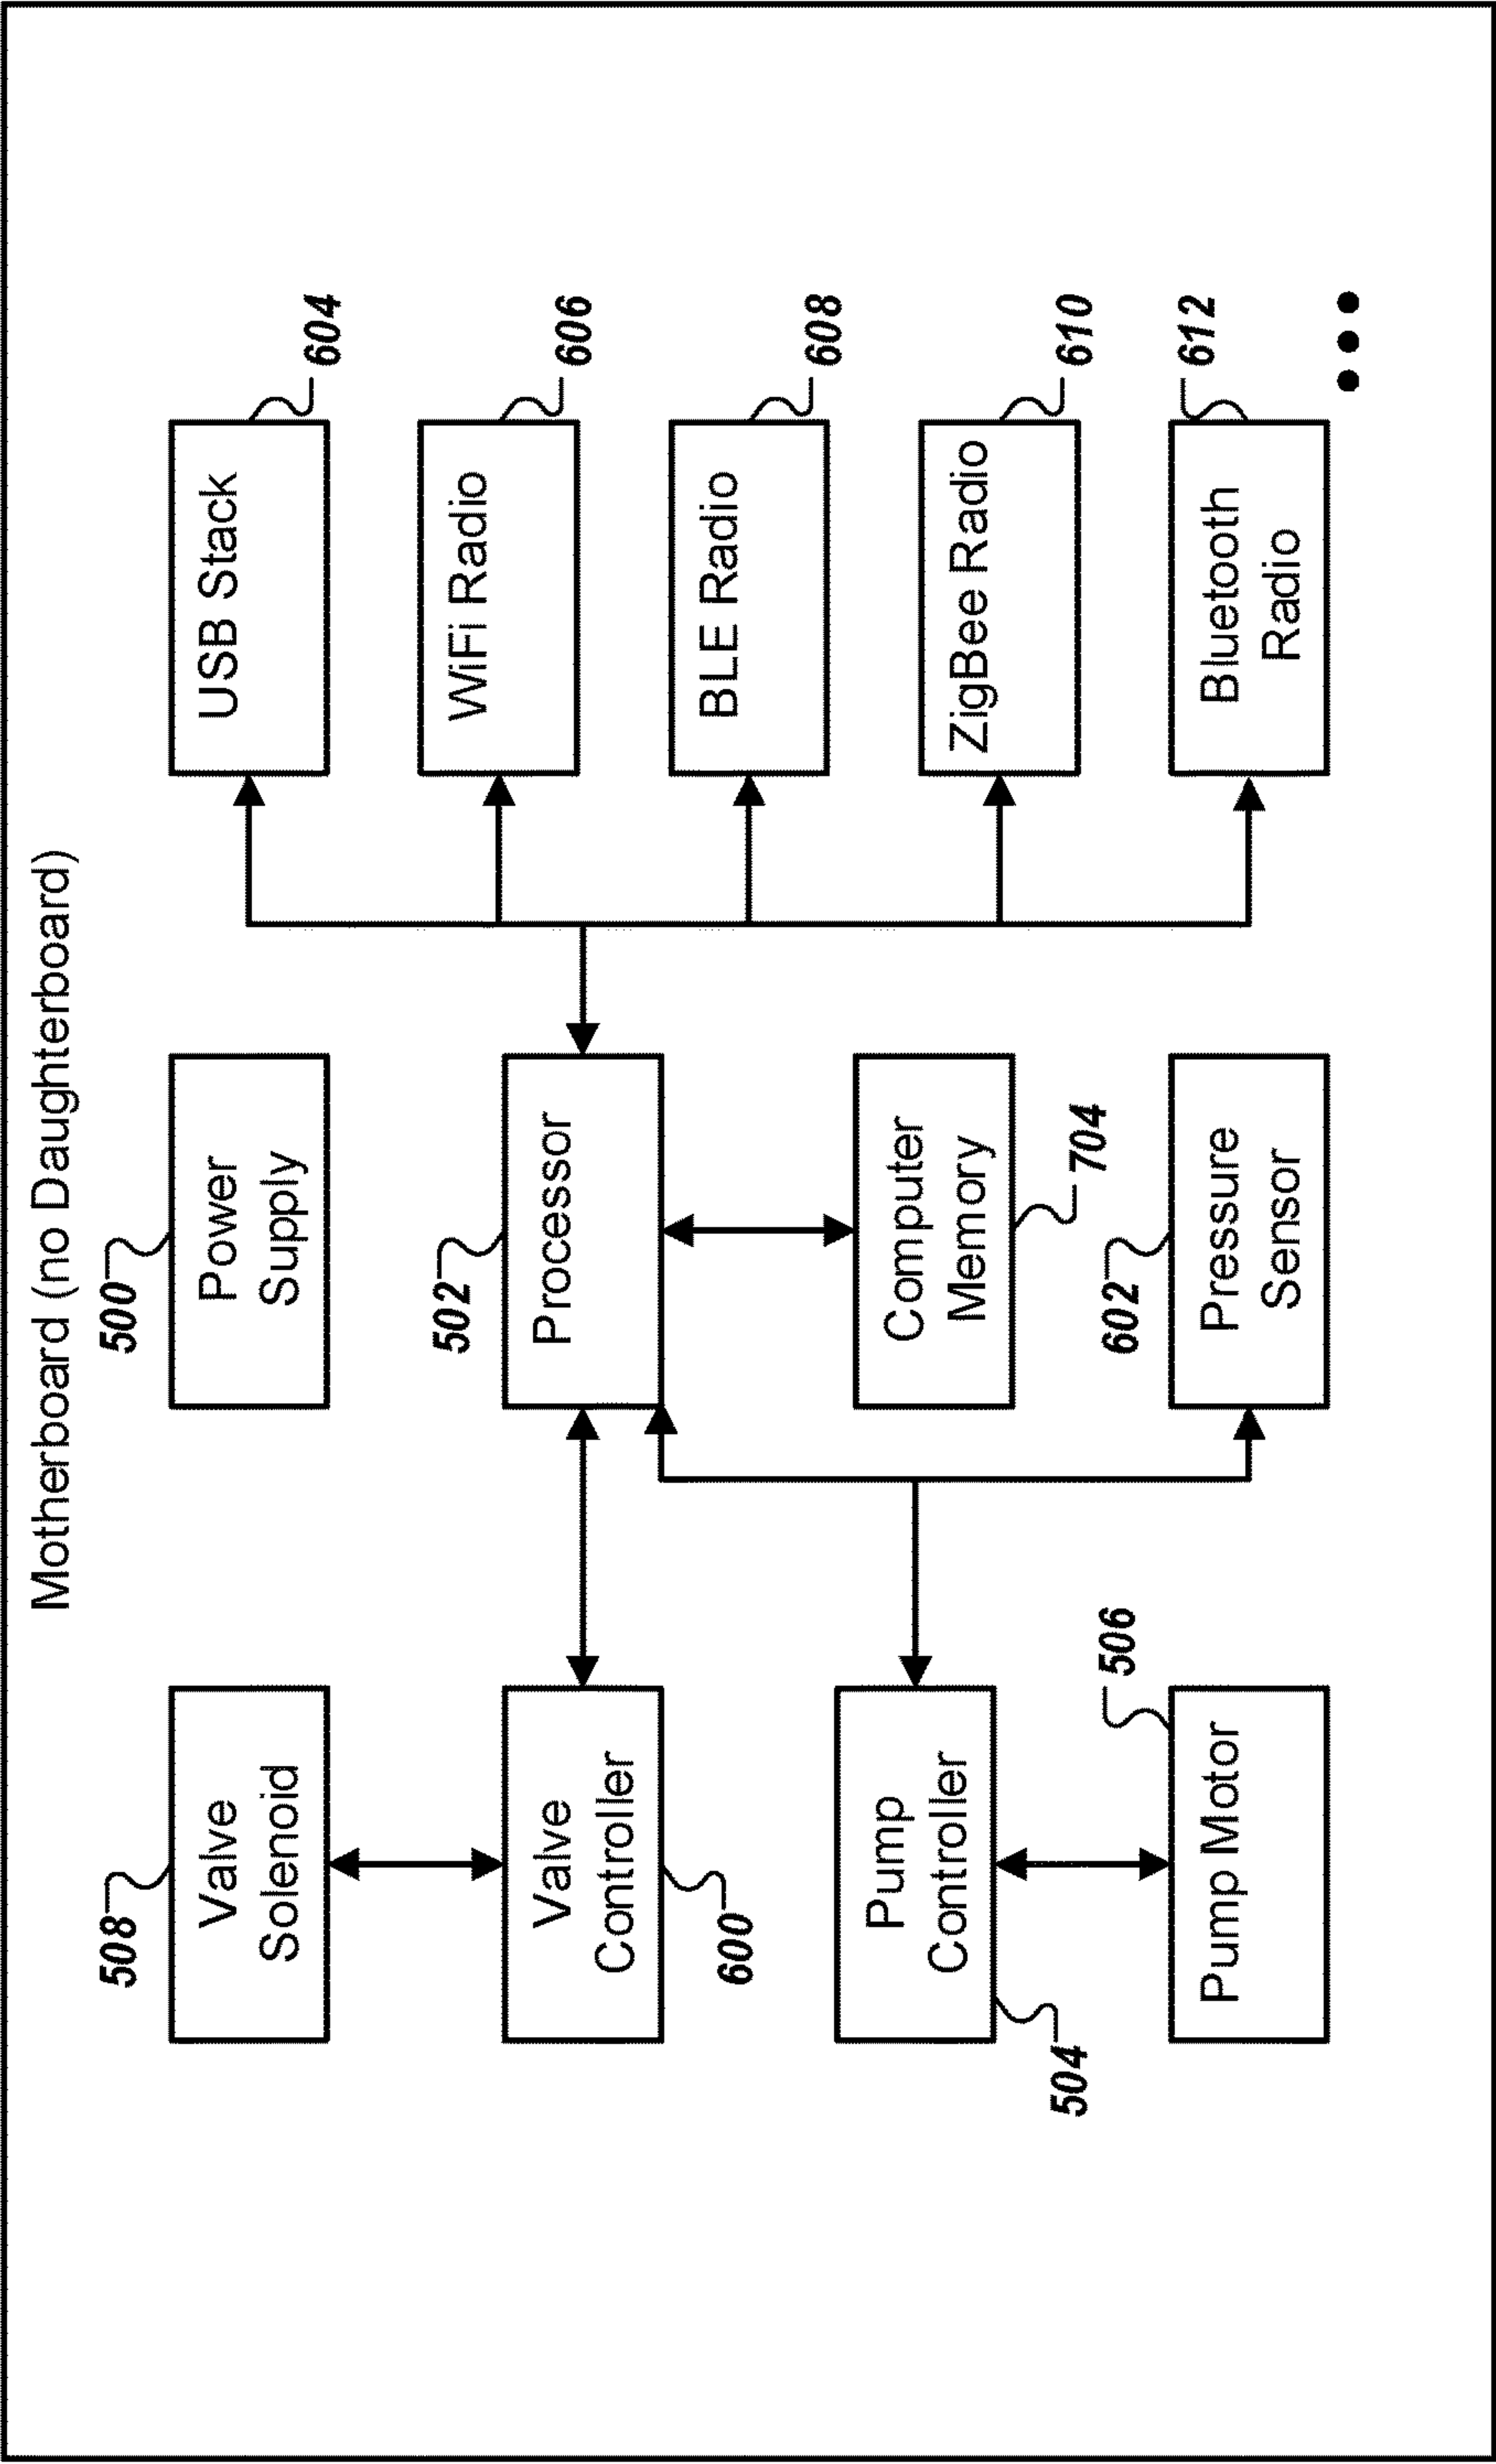 Motherboard (no Daughterboard)
508
Valve
Solenoid
500
Power
Supply
USB Stack
604
Valve
Controller
600
502
Processor
WiFi Radio
606
BLE Radio
608
Pump
Controller
504
Computer
Memory
704
ZigBee Radio
610
506
Pump Motor
602
Pressure
Sensor
612
Bluetooth
Radio